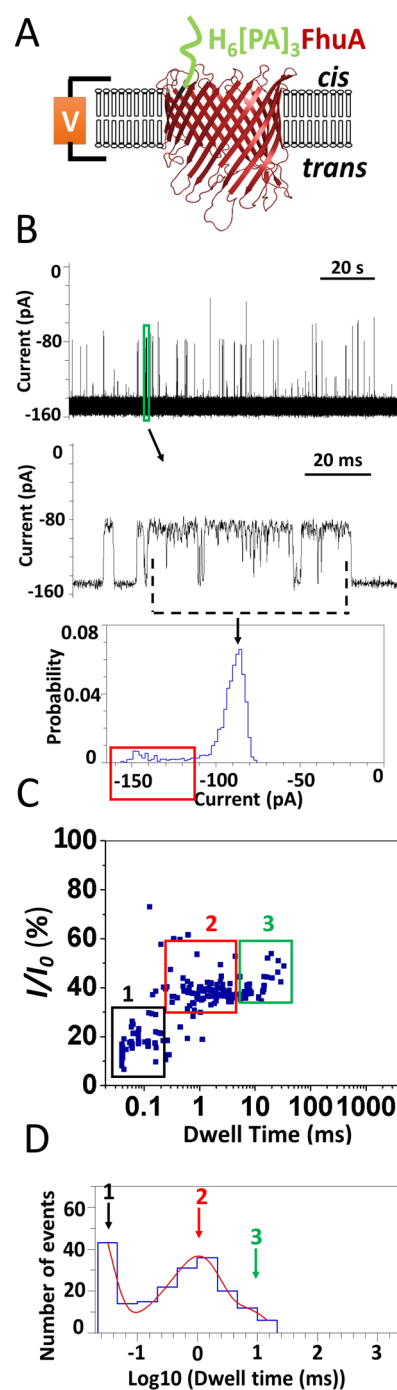 A
H6[PA]3FhuA
cis
V
trans
B
0
20 s
Current (pA)
-80
-160
20 ms
0
Current (pA)
-80
-160
0.08
Probability
0.04
0
-150
-100
-50
0
Current (pA)
C
100
80
2
3
I/I0 (%)
60
40
1
20
0
0.1
1
10
100
1000
Dwell Time (ms)
D
Number of events
60
1
2
3
40
20
0
-1
0
1
2
3
Log10 (Dwell time (ms))